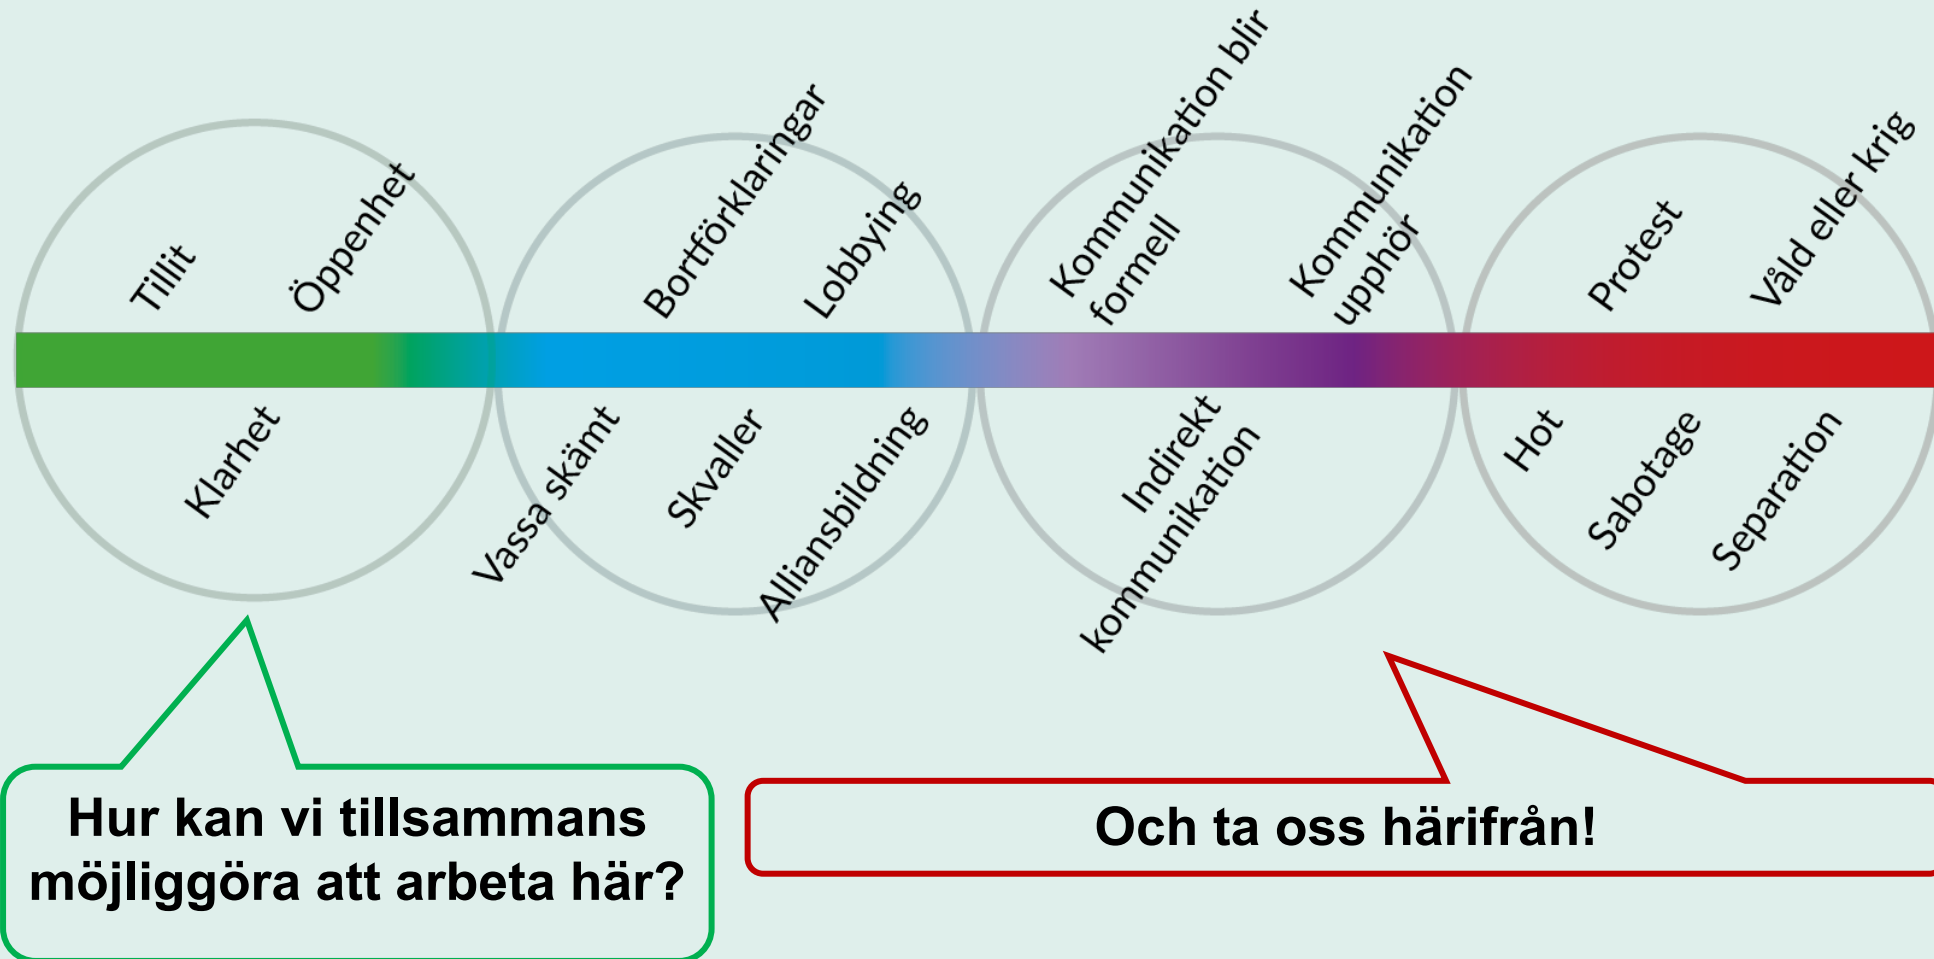 Tillit
Öppenhet
Klarhet
Bortförklaringar
Lobbying
Vassa skämt
Skvaller
Alliansbildning
Kommunikation blir
formell
Kommunikation
upphör
Indirekt
kommunikation
Protest
Våld eller krig
Hot
Sabotage
Separation
Hur kan vi tillsammans
möjliggöra att arbeta här?
Och ta oss härifrån!